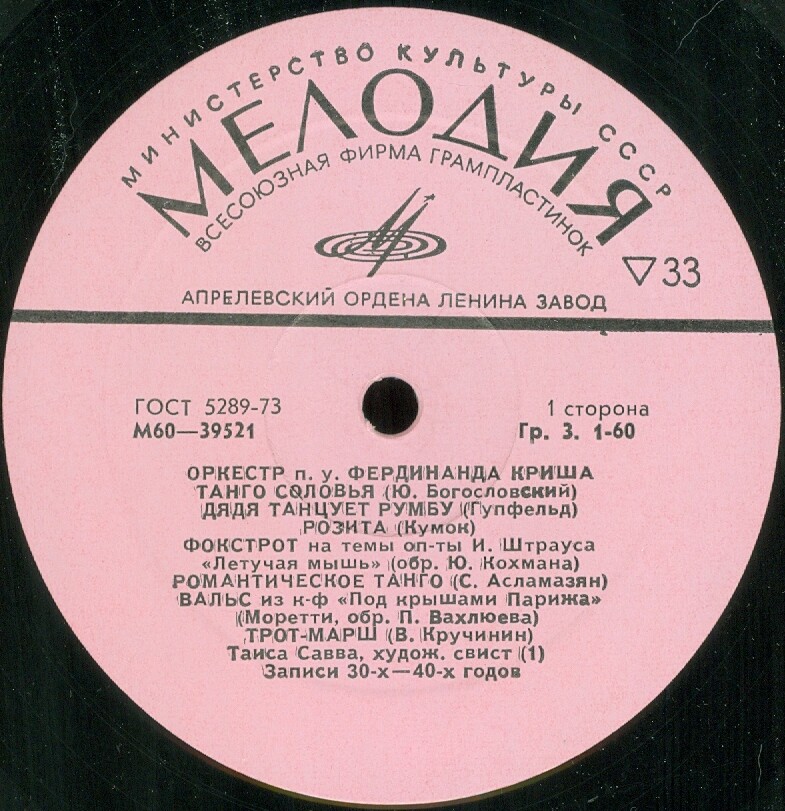 МИНИСТЕРСТВО КУЛЬТУРЫ СССР
МЕЛОДИЯ
ВСЕСОЮЗНАЯ ФИРМА ГРАМПЛАСТИНОК
▽33
АПРЕЛЕВСКИЙ ОРДЕНА ЛЕНИНА ЗАВОД
ГОСТ 5289-73
М60—39521
1 сторона
Гр. 3. 1-60
ОРКЕСТР п. у. ФЕРДИНАНДА КРИША
ТАНГО СОЛОВЬЯ (Ю. Богословский)
ДЯДЯ ТАНЦУЕТ РУМБУ (Гупфельд)
РОЗИТА (Кумок)
ФОКСТРОТ на темы оп-ты И. Штрауса
«Летучая мышь» (обр. Ю. Кохмана)
РОМАНТИЧЕСКОЕ ТАНГО (С. Асламазян)
ВАЛЬС из к-ф «Под крышами Парижа»
(Моретти, обр. П. Вахлюева)
ТРОТ-МАРШ (В. Кручинин)
Таиса Савва, худож. свист (1)
Записи 30-х—40-х годов